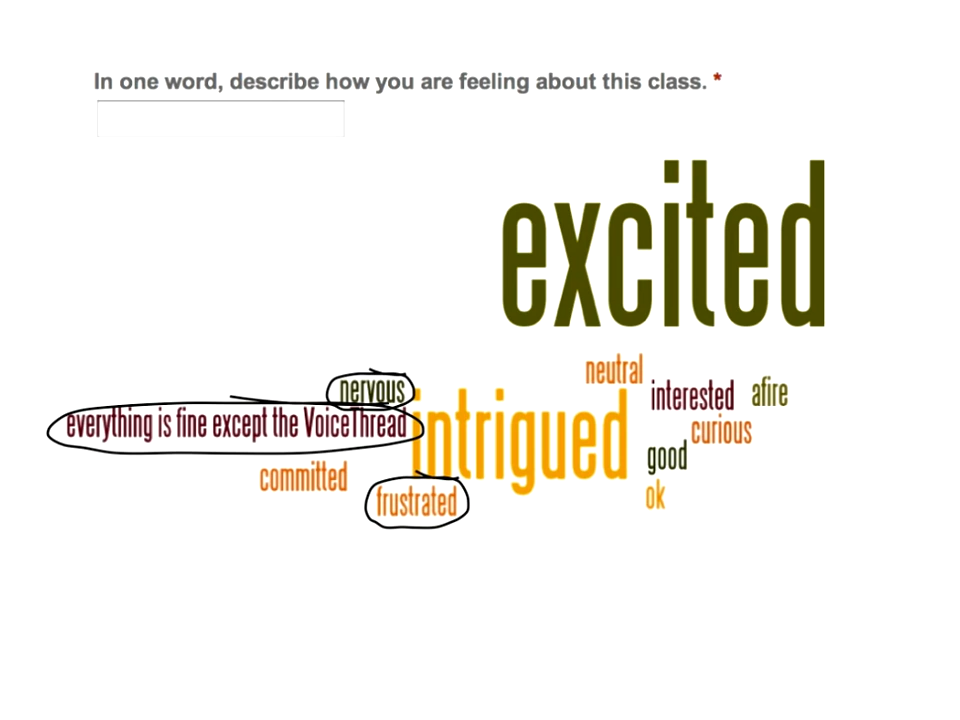 In one word, describe how you are feeling about this class. *
excited
neutral
nervous
interested
afire
everything is fine except the VoiceThread
intrigued
curious
good
committed
frustrated
ok